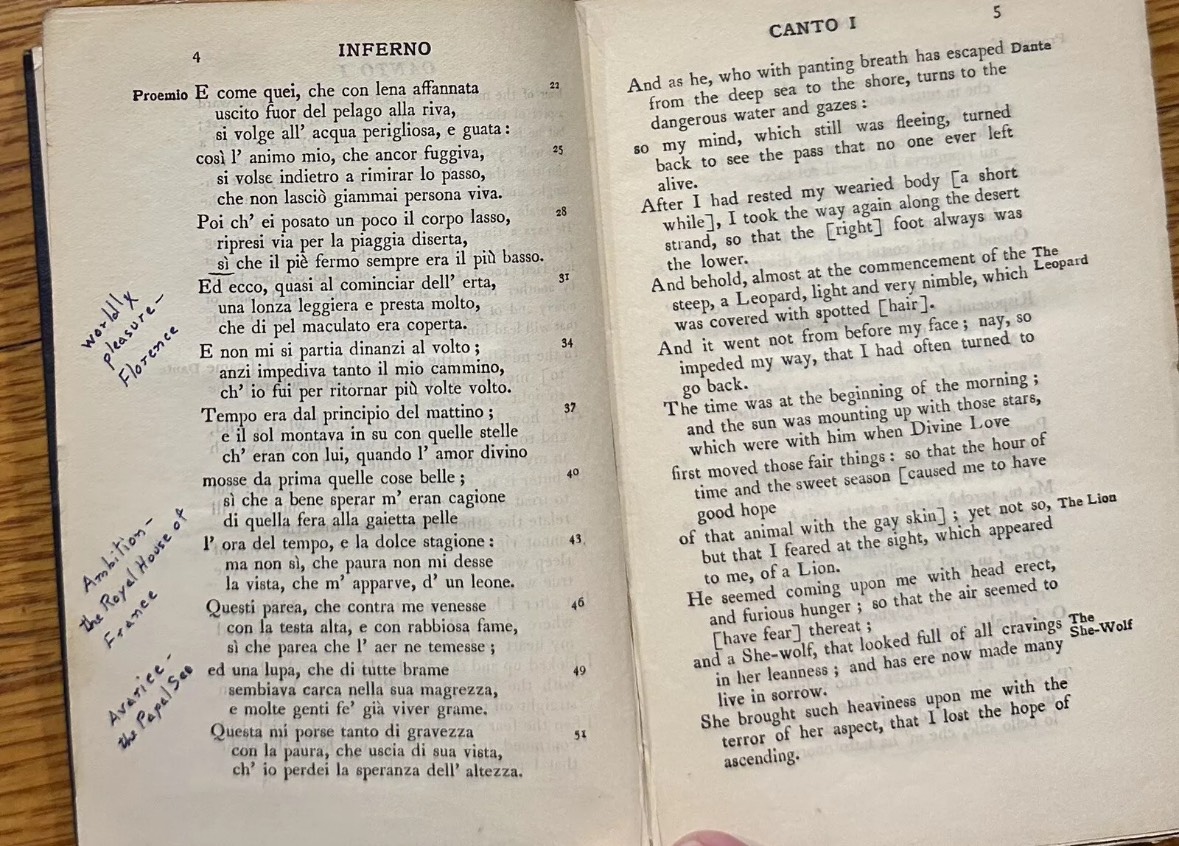 4
INFERNO
Proemio E come quei, che con lena affannata 22
uscito fuor del pelago alla riva,
si volge all' acqua perigliosa, e guata :
così l' animo mio, che ancor fuggiva, 25
si volse indietro a rimirar lo passo,
che non lasciò giammai persona viva.
Poi ch' ei posato un poco il corpo lasso, 28
ripresi via per la piaggia diserta,
sì che il piè fermo sempre era il più basso.
Ed ecco, quasi al cominciar dell' erta, 31
una lonza leggiera e presta molto,
che di pel maculato era coperta.
E non mi si partia dinanzi al volto ; 34
anzi impediva tanto il mio cammino,
ch' io fui per ritornar più volte volto.
Tempo era dal principio del mattino ; 37
e il sol montava in su con quelle stelle
ch' eran con lui, quando l' amor divino
mosse da prima quelle cose belle ; 40
sì che a bene sperar m' eran cagione
di quella fera alla gaietta pelle
l' ora del tempo, e la dolce stagione : 43
ma non sì, che paura non mi desse
la vista, che m' apparve, d' un leone.
Questi parea, che contra me venesse 46
con la testa alta, e con rabbiosa fame,
sì che parea che l' aer ne temesse ;
ed una lupa, che di tutte brame 49
sembiava carca nella sua magrezza,
e molte genti fe' già viver grame.
Questa mi porse tanto di gravezza 51
con la paura, che uscia di sua vista,
ch' io perdei la speranza dell' altezza.
worldly
pleasure -
Florence
Ambition -
the Royal House of
France
Avarice -
the Papal See
CANTO I
5
And as he, who with panting breath has escaped Dante
from the deep sea to the shore, turns to the
dangerous water and gazes :
so my mind, which still was fleeing, turned
back to see the pass that no one ever left
alive.
After I had rested my wearied body [a short
while], I took the way again along the desert
strand, so that the [right] foot always was
the lower.
And behold, almost at the commencement of the The
steep, a Leopard, light and very nimble, which Leopard
was covered with spotted [hair].
And it went not from before my face ; nay, so
impeded my way, that I had often turned to
go back.
The time was at the beginning of the morning ;
and the sun was mounting up with those stars,
which were with him when Divine Love
first moved those fair things : so that the hour of
time and the sweet season [caused me to have
good hope
of that animal with the gay skin] ; yet not so, The Lion
but that I feared at the sight, which appeared
to me, of a Lion.
He seemed coming upon me with head erect,
and furious hunger ; so that the air seemed to
[have fear] thereat ;
and a She-wolf, that looked full of all cravings The
in her leanness ; and has ere now made many She-Wolf
live in sorrow.
She brought such heaviness upon me with the
terror of her aspect, that I lost the hope of
ascending.